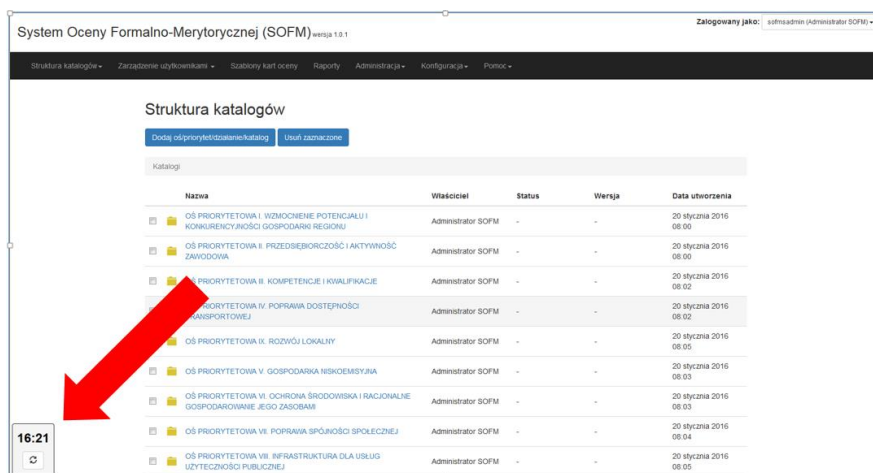 System Oceny Formalno-Merytorycznej (SOFM) wersja 1.9.1
Zalogowany jako: sofmsadmin (Administrator SOFM)
Struktura katalogów Zarządzenie użytkownikami Szablony kart oceny Raporty Administracja Konfiguracja Pomoc
Struktura katalogów
Dodaj oś/priorytet/działanie/katalog Usuń zaznaczone
Katalogi
Nazwa Właściciel Status Wersja Data utworzenia
OŚ PRIORYTETOWA I. WZMOCNIENIE POTENCJAŁU I
KONKURENCYJNOŚCI GOSPODARKI REGIONU
Administrator SOFM - -
20 stycznia 2016
08:00
OŚ PRIORYTETOWA II. PRZEDSIĘBIORCZOŚĆ I AKTYWNOŚĆ
ZAWODOWA
Administrator SOFM - -
20 stycznia 2016
08:00
OŚ PRIORYTETOWA III. KOMPETENCJE I KWALIFIKACJE
Administrator SOFM - -
20 stycznia 2016
08:02
PRIORYTETOWA IV. POPRAWA DOSTĘPNOŚCI
TRANSPORTOWEJ
Administrator SOFM - -
20 stycznia 2016
08:02
OŚ PRIORYTETOWA IX. ROZWÓJ LOKALNY
Administrator SOFM - -
20 stycznia 2016
08:05
OŚ PRIORYTETOWA V. GOSPODARKA NISKOEMISYJNA
Administrator SOFM - -
20 stycznia 2016
08:03
OŚ PRIORYTETOWA VI. OCHRONA ŚRODOWISKA I RACJONALNE
GOSPODAROWANIE JEGO ZASOBAMI
Administrator SOFM - -
20 stycznia 2016
08:03
OŚ PRIORYTETOWA VII. POPRAWA SPÓJNOŚCI SPOŁECZNEJ
Administrator SOFM - -
20 stycznia 2016
08:04
OŚ PRIORYTETOWA VIII. INFRASTRUKTURA DLA USŁUG
UŻYTECZNOŚCI PUBLICZNEJ
Administrator SOFM - -
20 stycznia 2016
08:05
16:21